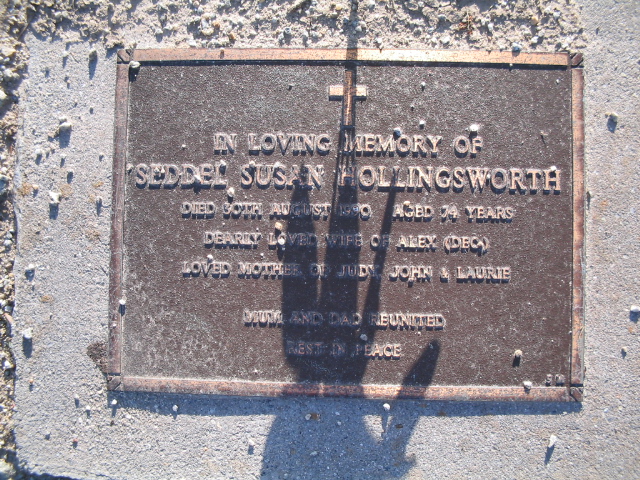 IN LOVING MEMORY OF
SEDDEL SUSAN HOLLINGSWORTH
DIED 30TH AUGUST 1990 AGED 74 YEARS
DEARLY LOVED WIFE OF ALEX (DEC)
LOVED MOTHER OF JUDY, JOHN & LAURIE
MUM AND DAD REUNITED
REST IN PEACE